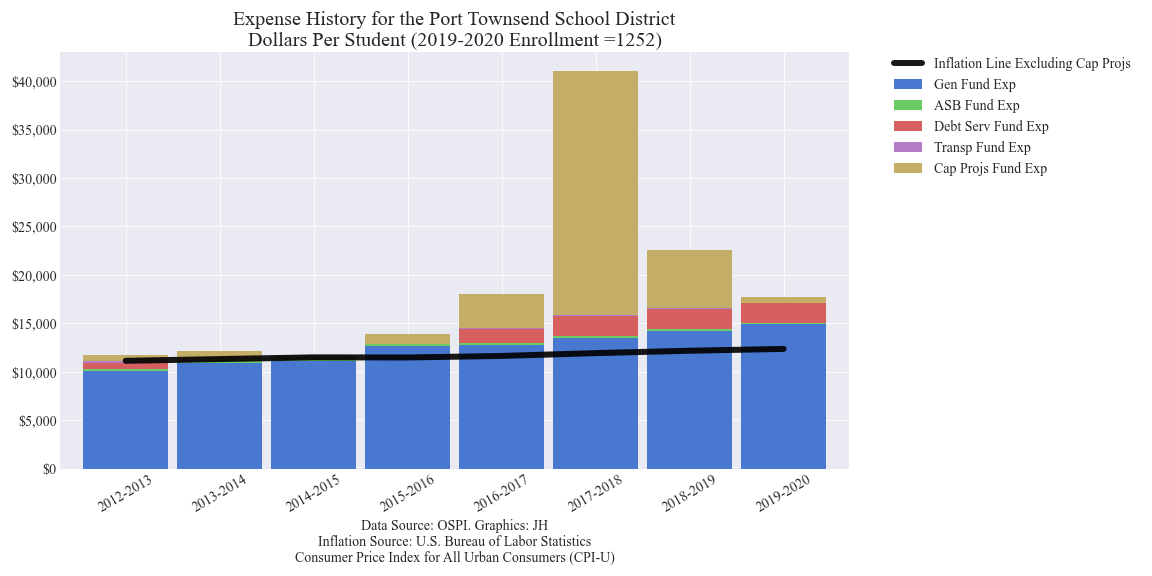 Expense History for the Port Townsend School District
Dollars Per Student (2019-2020 Enrollment =1252)
$40,000
$35,000
$30,000
$25,000
$20,000
$15,000
$10,000
$5,000
$0
2012-2013
2013-2014
2014-2015
2015-2016
2016-2017
2017-2018
2018-2019
2019-2020
Inflation Line Excluding Cap Projs
Gen Fund Exp
ASB Fund Exp
Debt Serv Fund Exp
Transp Fund Exp
Cap Projs Fund Exp
Data Source: OSPI. Graphics: JH
Inflation Source: U.S. Bureau of Labor Statistics
Consumer Price Index for All Urban Consumers (CPI-U)